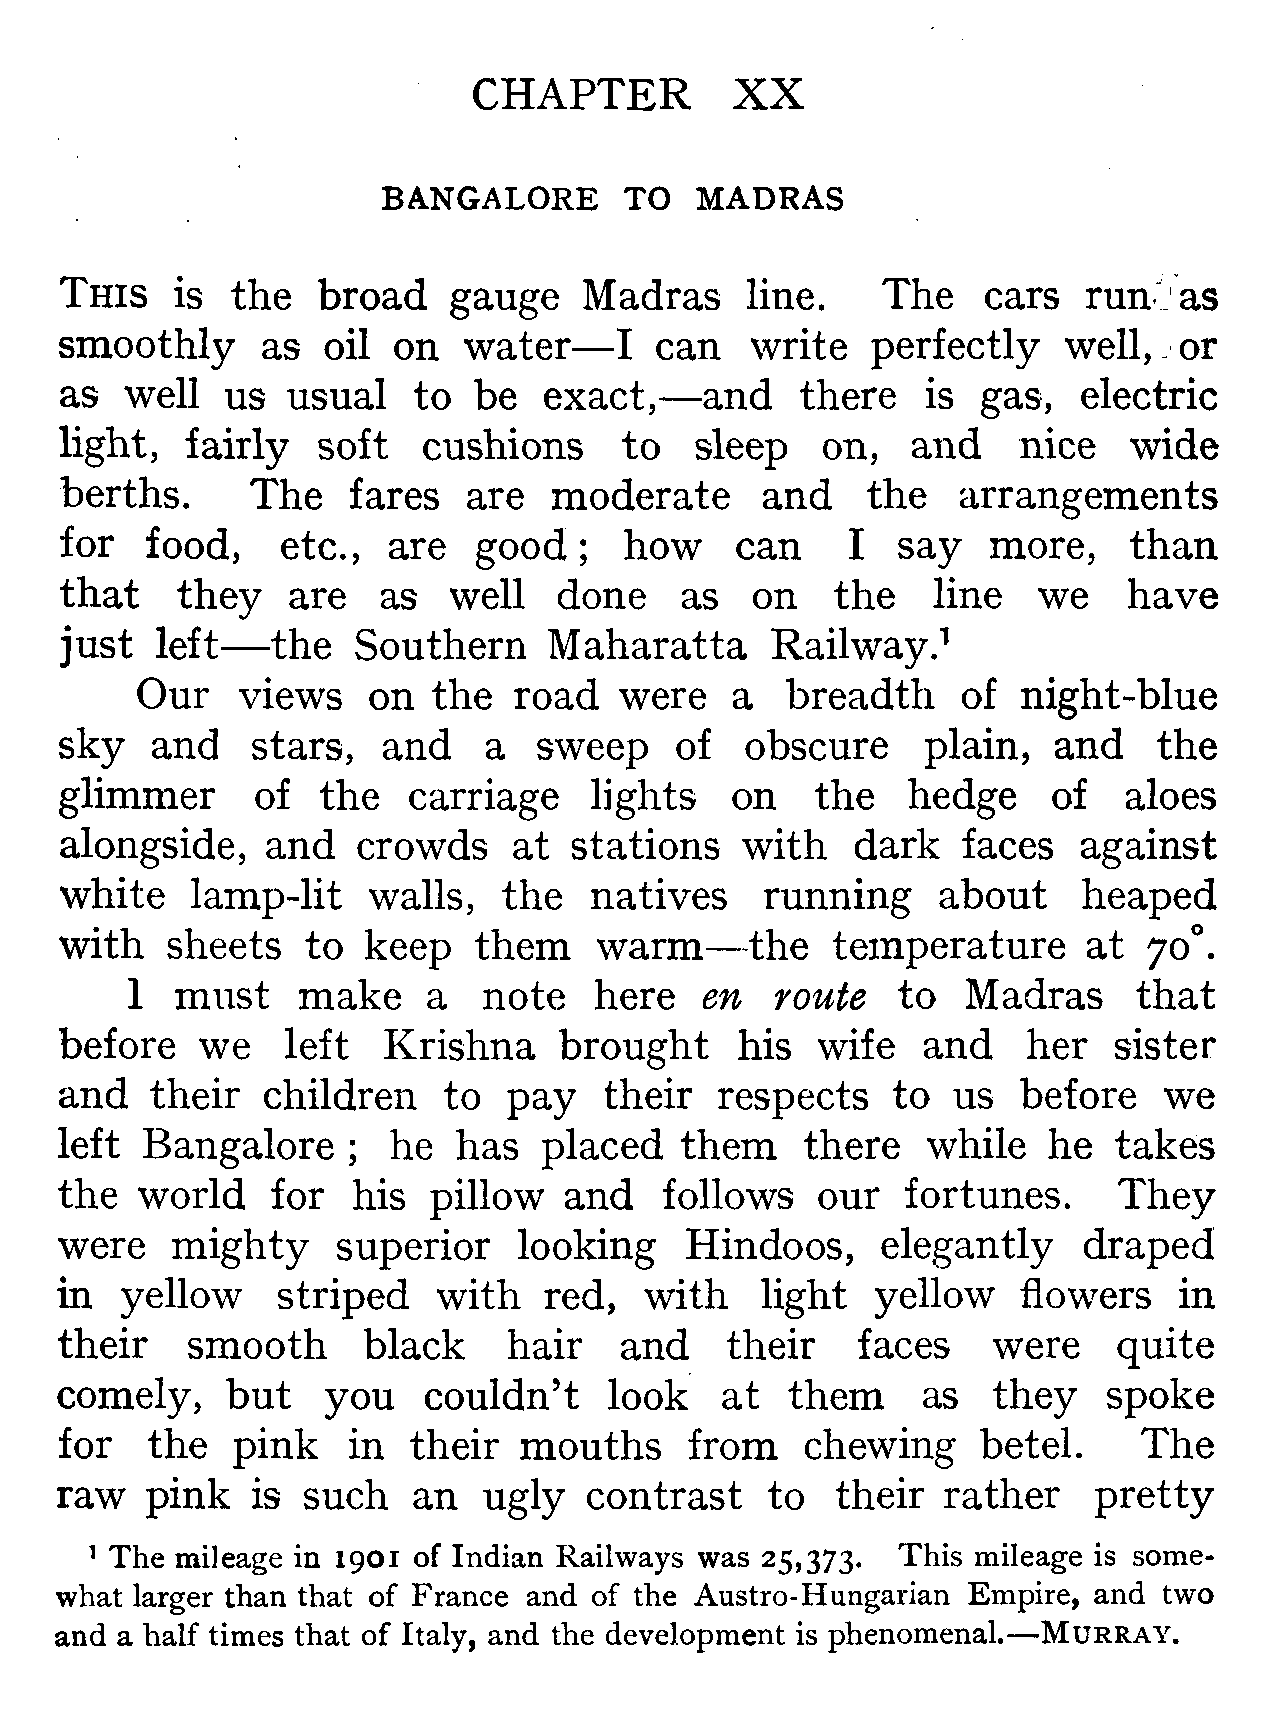 CHAPTER XX
BANGALORE TO MADRAS
THIS is the broad gauge Madras line. The cars run as
smoothly as oil on water—I can write perfectly well, or
as well us usual to be exact,—and there is gas, electric
light, fairly soft cushions to sleep on, and nice wide
berths. The fares are moderate and the arrangements
for food, etc., are good; how can I say more, than
that they are as well done as on the line we have
just left—the Southern Maharatta Railway.¹
Our views on the road were a breadth of night-blue
sky and stars, and a sweep of obscure plain, and the
glimmer of the carriage lights on the hedge of aloes
alongside, and crowds at stations with dark faces against
white lamp-lit walls, the natives running about heaped
with sheets to keep them warm—the temperature at 70°.
I must make a note here en route to Madras that
before we left Krishna brought his wife and her sister
and their children to pay their respects to us before we
left Bangalore; he has placed them there while he takes
the world for his pillow and follows our fortunes. They
were mighty superior looking Hindoos, elegantly draped
in yellow striped with red, with light yellow flowers in
their smooth black hair and their faces were quite
comely, but you couldn't look at them as they spoke
for the pink in their mouths from chewing betel. The
raw pink is such an ugly contrast to their rather pretty
¹ The mileage in 1901 of Indian Railways was 25,373. This mileage is some-
what larger than that of France and of the Austro-Hungarian Empire, and two
and a half times that of Italy, and the development is phenomenal.—MURRAY.